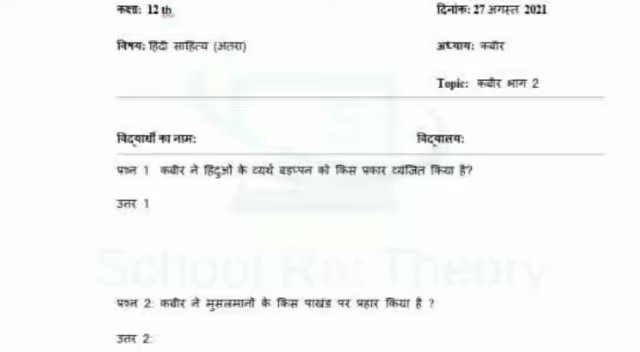 कक्षा: 12 th दिनांक: 27 अगस्त 2021
विषय: हिंदी साहित्य (अंतरा) अध्याय: कबीर
Topic: कबीर भाग 2
विद्यार्थी का नाम: विद्यालय:
प्रश्न 1 कबीर ने हिंदुओं के व्यर्थ बड़प्पन को किस प्रकार व्यंजित किया है?
उत्तर 1
School Raj Theory
प्रश्न 2: कबीर ने मुसलमानों के किस पाखंड पर प्रहार किया है ?
उत्तर 2: